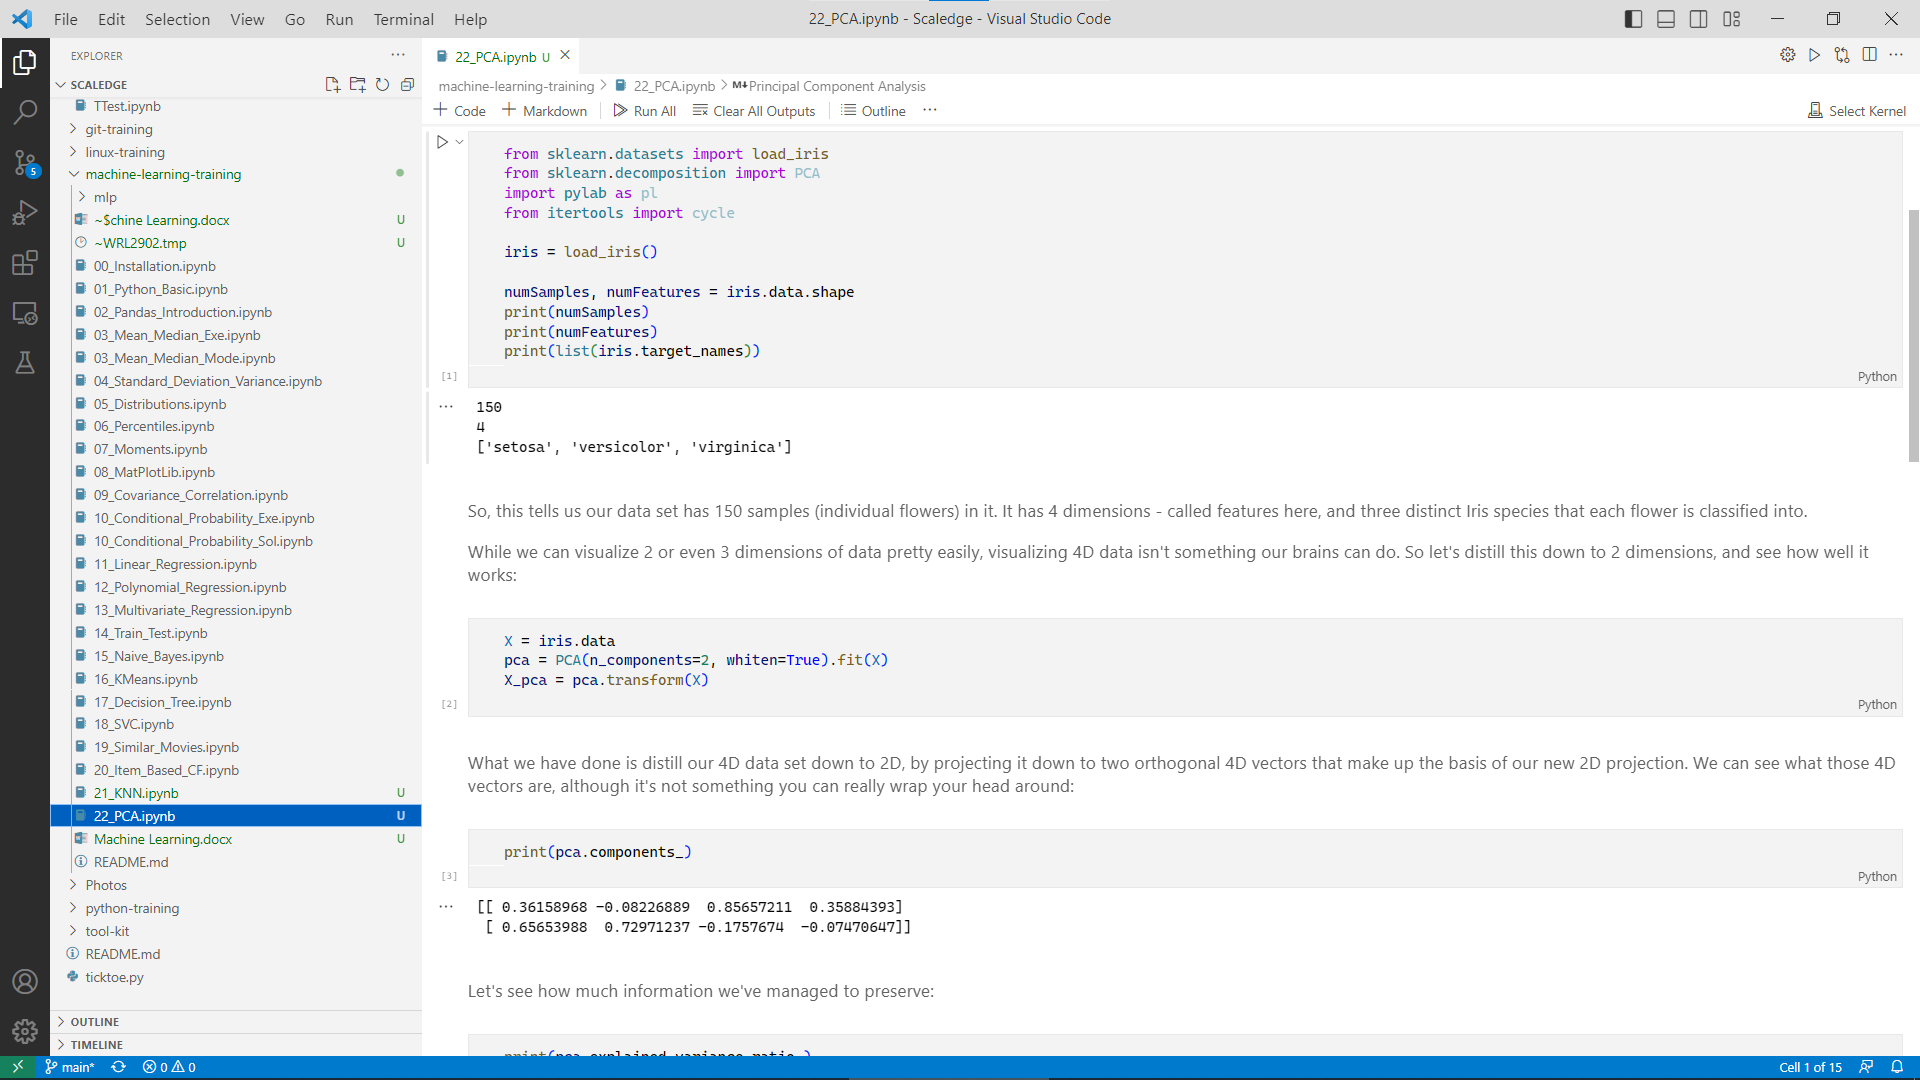 File Edit Selection View Go Run Terminal Help
22_PCA.ipynb - Scaledge - Visual Studio Code
EXPLORER
SCALEDGE
TTest.ipynb
git-training
linux-training
machine-learning-training
mlp
~$chine Learning.docx U
~WRL2902.tmp U
00_Installation.ipynb
01_Python_Basic.ipynb
02_Pandas_Introduction.ipynb
03_Mean_Median_Exe.ipynb
03_Mean_Median_Mode.ipynb
04_Standard_Deviation_Variance.ipynb
05_Distributions.ipynb
06_Percentiles.ipynb
07_Moments.ipynb
08_MatPlotLib.ipynb
09_Covariance_Correlation.ipynb
10_Conditional_Probability_Exe.ipynb
10_Conditional_Probability_Sol.ipynb
11_Linear_Regression.ipynb
12_Polynomial_Regression.ipynb
13_Multivariate_Regression.ipynb
14_Train_Test.ipynb
15_Naive_Bayes.ipynb
16_KMeans.ipynb
17_Decision_Tree.ipynb
18_SVC.ipynb
19_Similar_Movies.ipynb
20_Item_Based_CF.ipynb
21_KNN.ipynb U
22_PCA.ipynb U
Machine Learning.docx U
README.md
Photos
python-training
tool-kit
README.md
ticktoe.py
OUTLINE
TIMELINE
5
22_PCA.ipynb U
machine-learning-training > 22_PCA.ipynb > Principal Component Analysis
Code Markdown Run All Clear All Outputs Outline
Select Kernel
from sklearn.datasets import load_iris
from sklearn.decomposition import PCA
import pylab as pl
from itertools import cycle
iris = load_iris()
numSamples, numFeatures = iris.data.shape
print(numSamples)
print(numFeatures)
print(list(iris.target_names))
[1]
Python
150
4
['setosa', 'versicolor', 'virginica']
So, this tells us our data set has 150 samples (individual flowers) in it. It has 4 dimensions - called features here, and three distinct Iris species that each flower is classified into.
While we can visualize 2 or even 3 dimensions of data pretty easily, visualizing 4D data isn't something our brains can do. So let's distill this down to 2 dimensions, and see how well it
works:
X = iris.data
pca = PCA(n_components=2, whiten=True).fit(X)
X_pca = pca.transform(X)
[2]
Python
What we have done is distill our 4D data set down to 2D, by projecting it down to two orthogonal 4D vectors that make up the basis of our new 2D projection. We can see what those 4D
vectors are, although it's not something you can really wrap your head around:
print(pca.components_)
[3]
Python
[[ 0.36158968 -0.08226889  0.85657211  0.35884393]
 [ 0.65653988  0.72971237 -0.1757674  -0.07470647]]
Let's see how much information we've managed to preserve:
print(pca.explained_variance_ratio_)
main* 0 0
Cell 1 of 15